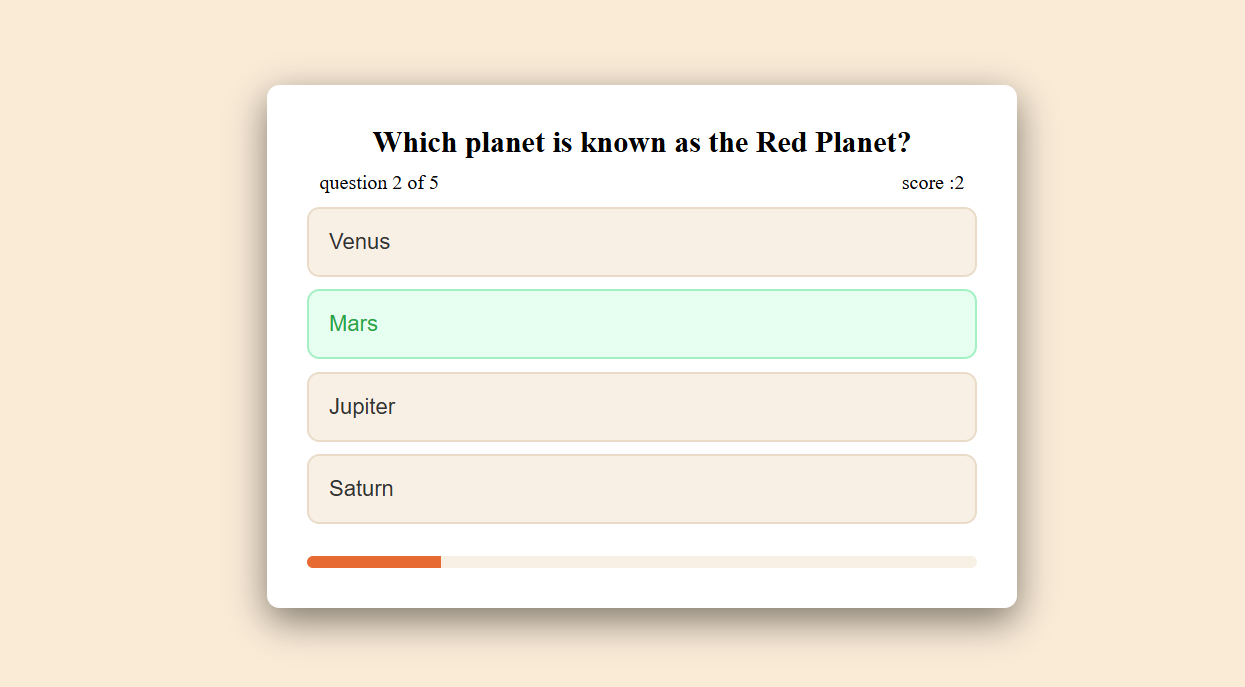 Which planet is known as the Red Planet?
question 2 of 5 score :2
Venus
Mars
Jupiter
Saturn